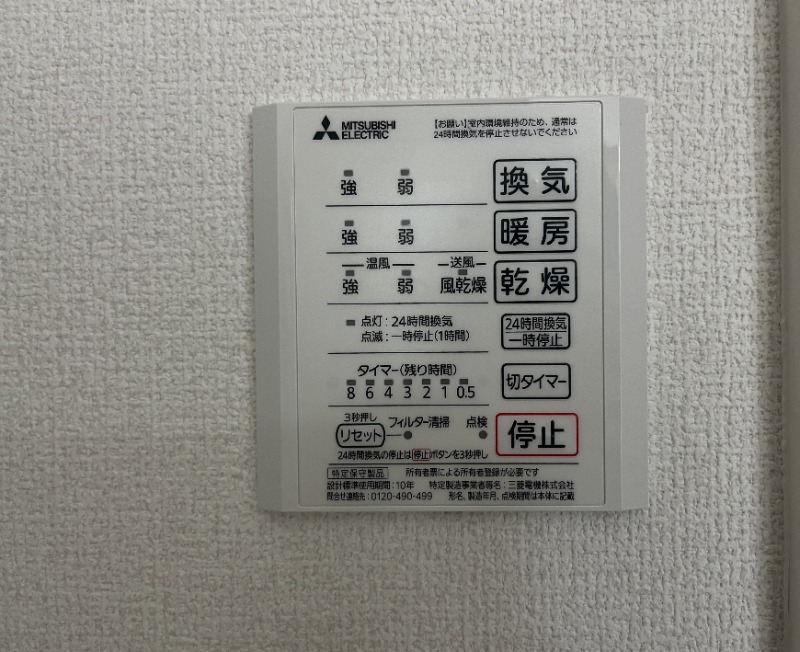 MITSUBISHI
ELECTRIC
【お願い】室内環境維持のため、通常は
24時間換気を停止させないでください
強 弱 換気
強 弱 暖房
温風 送風
強 弱 風乾燥 乾燥
点灯：24時間換気
点滅：一時停止(1時間)
24時間換気
一時停止
タイマー(残り時間)
8 6 4 3 2 1 0.5
切タイマー
3秒押し
リセット フィルター清掃 点検
停止
24時間換気の停止は停止ボタンを3秒押し
特定保守製品 所有者票による所有者登録が必要です
設計標準使用期間：10年 特定製造事業者等名：三菱電機株式会社
問合せ連絡先：0120-490-499 形名、製造年月、点検期間は本体に記載